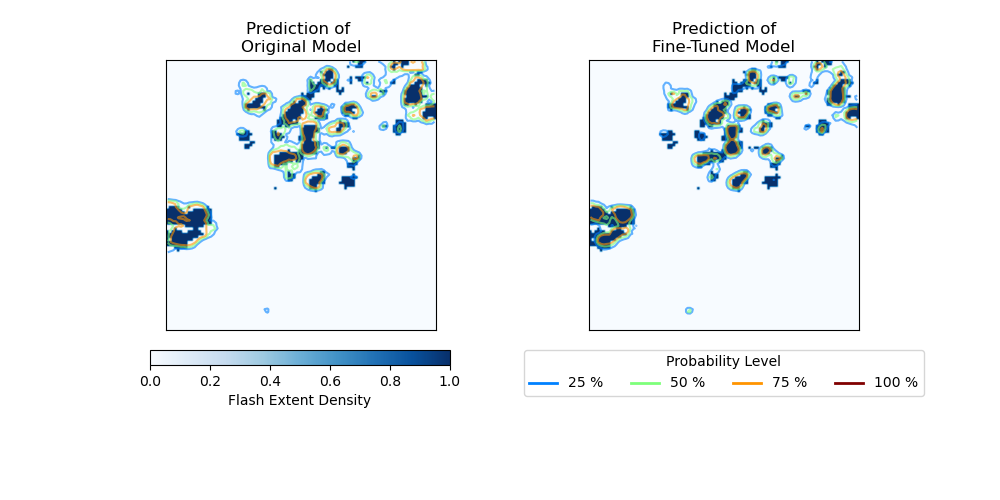 Prediction of
Original Model
Prediction of
Fine-Tuned Model
0.0 0.2 0.4 0.6 0.8 1.0
Flash Extent Density
Probability Level
25 % 50 % 75 % 100 %